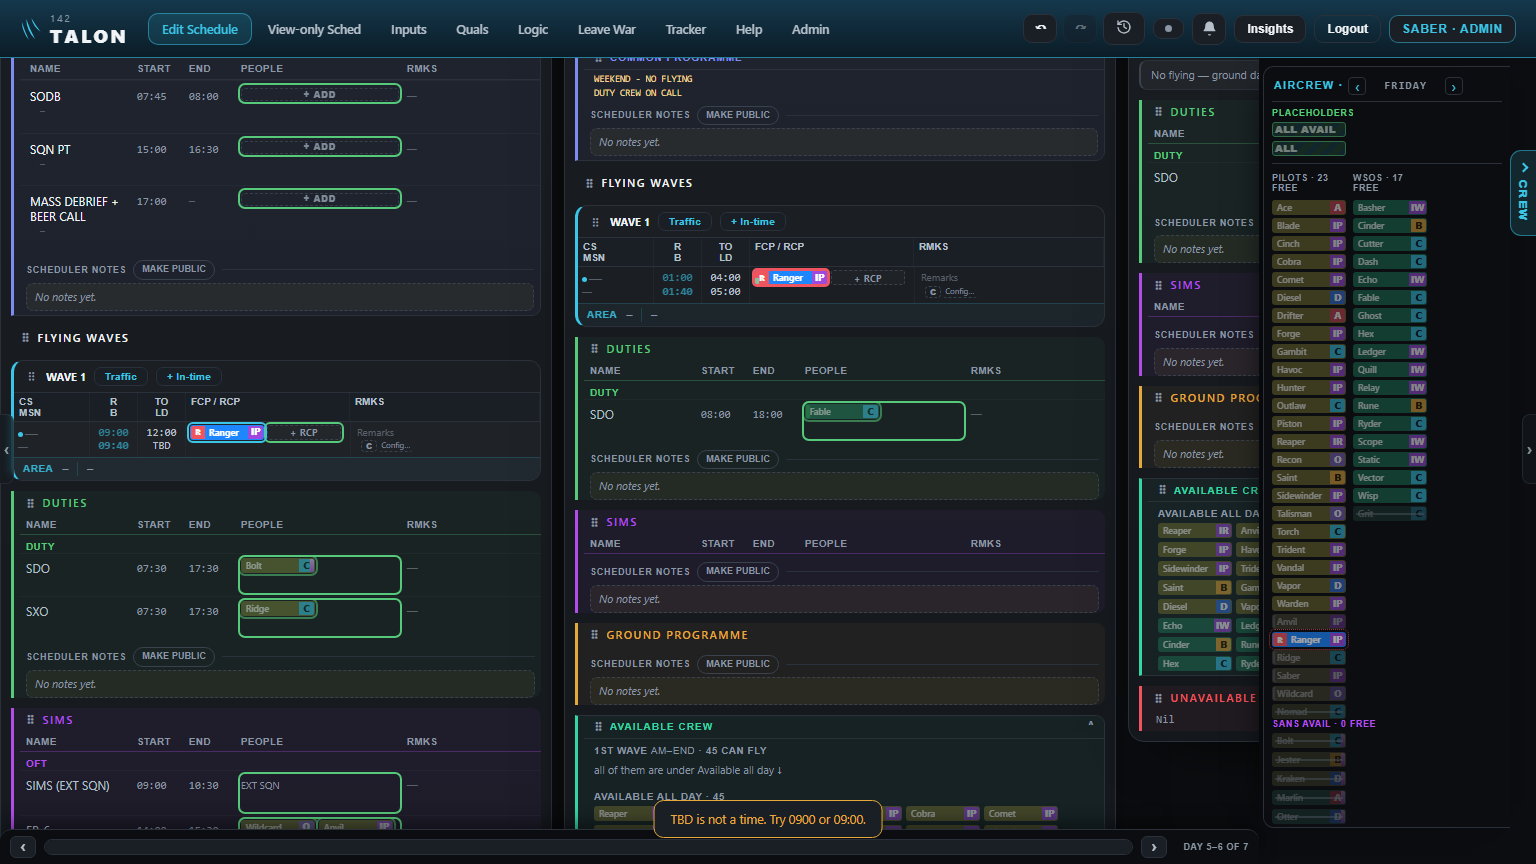 142
TALON
Edit Schedule
View-only Sched
Inputs
Quals
Logic
Leave War
Tracker
Help
Admin
Insights
Logout
SABER · ADMIN
NAME START END PEOPLE RMKS
SODB 07:45 08:00 + ADD —
–
SQN PT 15:00 16:30 + ADD —
–
MASS DEBRIEF + BEER CALL 17:00 – + ADD —
–
SCHEDULER NOTES MAKE PUBLIC
No notes yet.
FLYING WAVES
WAVE 1 Traffic + In-time
CS R TO FCP / RCP RMKS
MSN B LD
— 09:00 12:00 R Ranger IP + RCP Remarks
— 09:40 TBD C Config...
AREA – –
DUTIES
NAME START END PEOPLE RMKS
DUTY
SDO 07:30 17:30 Bolt C —
SXO 07:30 17:30 Ridge C —
SCHEDULER NOTES MAKE PUBLIC
No notes yet.
SIMS
NAME START END PEOPLE RMKS
OFT
SIMS (EXT SQN) 09:00 10:30 EXT SQN —
Wildcard O Anvil IP
COMMON PROGRAMME
WEEKEND - NO FLYING
DUTY CREW ON CALL
SCHEDULER NOTES MAKE PUBLIC
No notes yet.
FLYING WAVES
WAVE 1 Traffic + In-time
CS R TO FCP / RCP RMKS
MSN B LD
— 01:00 04:00 R Ranger IP + RCP Remarks
— 01:40 05:00 C Config...
AREA – –
DUTIES
NAME START END PEOPLE RMKS
DUTY
SDO 08:00 18:00 Fable C —
SCHEDULER NOTES MAKE PUBLIC
No notes yet.
SIMS
NAME START END PEOPLE RMKS
SCHEDULER NOTES MAKE PUBLIC
No notes yet.
GROUND PROGRAMME
SCHEDULER NOTES MAKE PUBLIC
No notes yet.
AVAILABLE CREW
1ST WAVE AM–END · 45 CAN FLY
all of them are under Available all day ↓
AVAILABLE ALL DAY · 45
Reaper IP Cobra IP Comet IP
TBD is not a time. Try 0900 or 09:00.
No flying — ground da
DUTIES
NAME
DUTY
SDO
SCHEDULER NOTES
No notes yet.
SIMS
NAME
SCHEDULER NOTES
No notes yet.
GROUND PROG
SCHEDULER NOTES
No notes yet.
AVAILABLE CR
AVAILABLE ALL DA
Reaper IR Anvi
Forge IP Havo
Sidewinder IP Tride
Saint B Gam
Diesel D Vapo
Echo IW Ledg
Cinder B Rune
Hex C Ryde
UNAVAILABLE
Nil
AIRCREW · ‹ FRIDAY ›
PLACEHOLDERS
ALL AVAIL
ALL
PILOTS · 23 FREE
WSOS · 17 FREE
Ace A Basher IW
Blade IP Cinder B
Cinch IP Cutter C
Cobra IP Dash C
Comet IP Echo IW
Diesel D Fable C
Drifter A Ghost C
Forge IP Hex C
Gambit C Ledger IW
Havoc IP Quill IW
Hunter IP Relay IW
Outlaw C Rune B
Piston IP Ryder C
Reaper IR Scope IW
Recon O Static IW
Saint B Vector C
Sidewinder IP Wisp C
Talisman O Grit C
Torch C
Trident IP
Vandal IP
Vapor D
Warden IP
Anvil IP
R Ranger IP
Ridge C
Saber IP
Wildcard O
Nomad C
SANS AVAIL · 0 FREE
Bolt C
Jester B
Kraken D
Marlin A
Otter D
CREW
DAY 5–6 OF 7